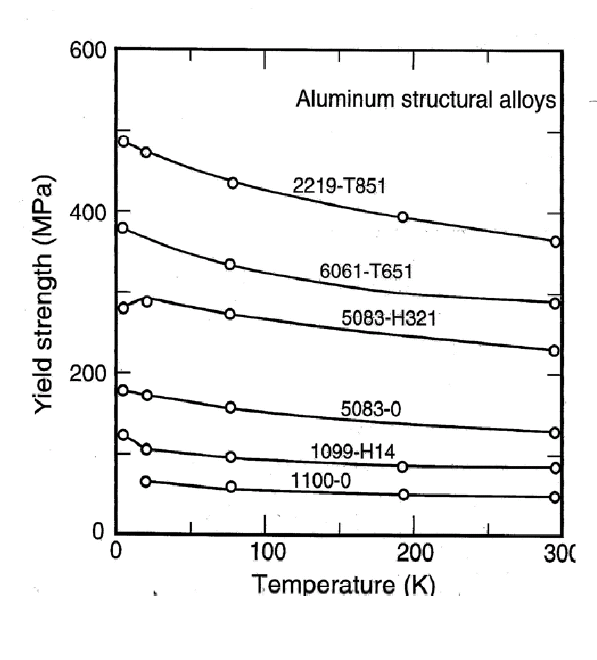 600
Aluminum structural alloys
2219-T851
400
6061-T651
5083-H321
200
5083-0
1099-H14
1100-0
0
0 100 200 300
Temperature (K)
Yield strength (MPa)